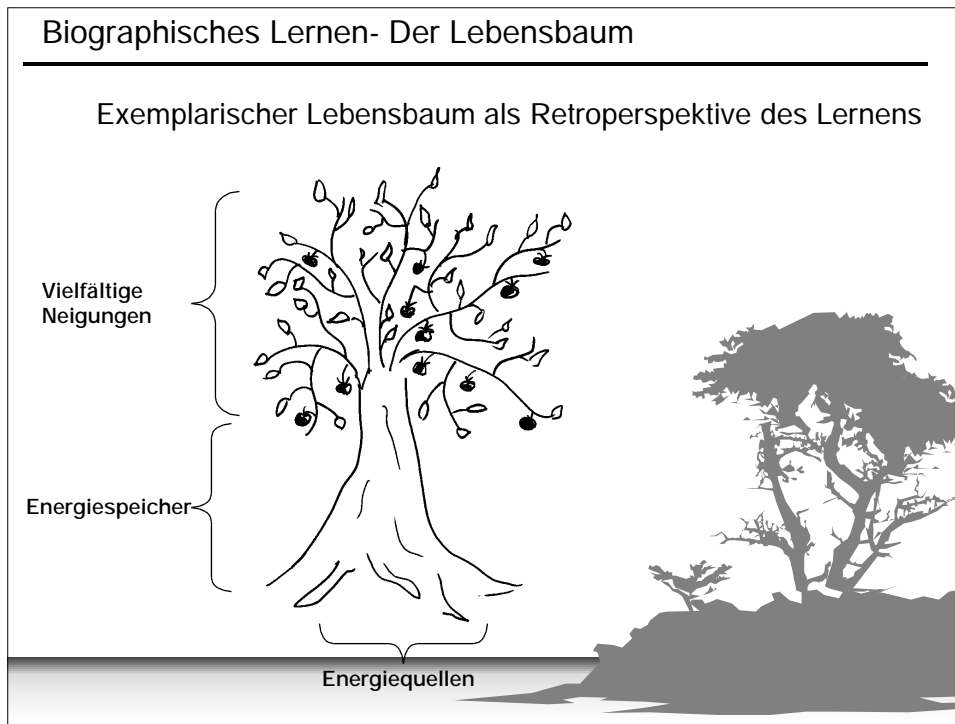 Biographisches Lernen- Der Lebensbaum
Exemplarischer Lebensbaum als Retroperspektive des Lernens
Vielfältige
Neigungen
Energiespeicher
Energiequellen